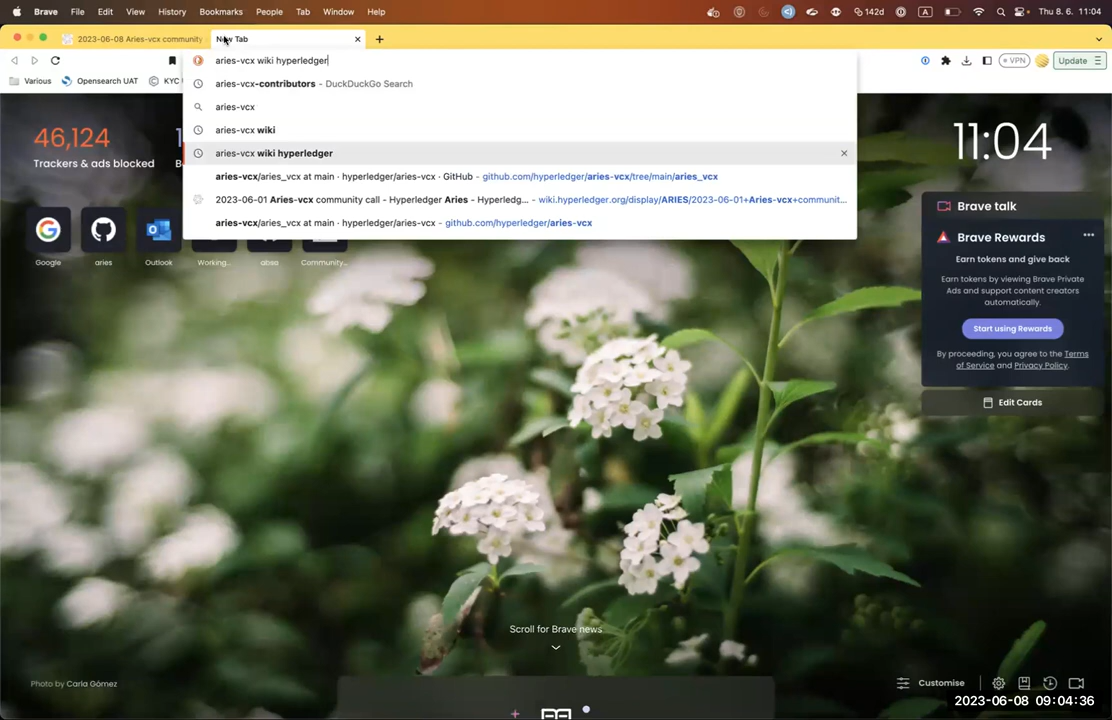 Brave File Edit View History Bookmarks People Tab Window Help 142d A Thu 8. 6. 11:04
2023-06-08 Aries-vcx community
New Tab
aries-vcx wiki hyperledger
VPN
Update
Various
Opensearch UAT
KYC
aries-vcx-contributors - DuckDuckGo Search
aries-vcx
aries-vcx wiki
aries-vcx wiki hyperledger
aries-vcx/aries_vcx at main · hyperledger/aries-vcx · GitHub - github.com/hyperledger/aries-vcx/tree/main/aries_vcx
2023-06-01 Aries-vcx community call - Hyperledger Aries - Hyperledg... - wiki.hyperledger.org/display/ARIES/2023-06-01+Aries-vcx+communit...
aries-vcx/aries_vcx at main · hyperledger/aries-vcx - github.com/hyperledger/aries-vcx
46,124
Trackers & ads blocked
11:04
Google
aries
Outlook
Working...
absa
Community...
Brave talk
Brave Rewards
Earn tokens and give back
Earn tokens by viewing Brave Private
Ads and support content creators
automatically.
Start using Rewards
By proceeding, you agree to the Terms
of Service and Privacy Policy.
Edit Cards
Scroll for Brave news
Photo by Carla Gómez
Customise
2023-06-08 09:04:36